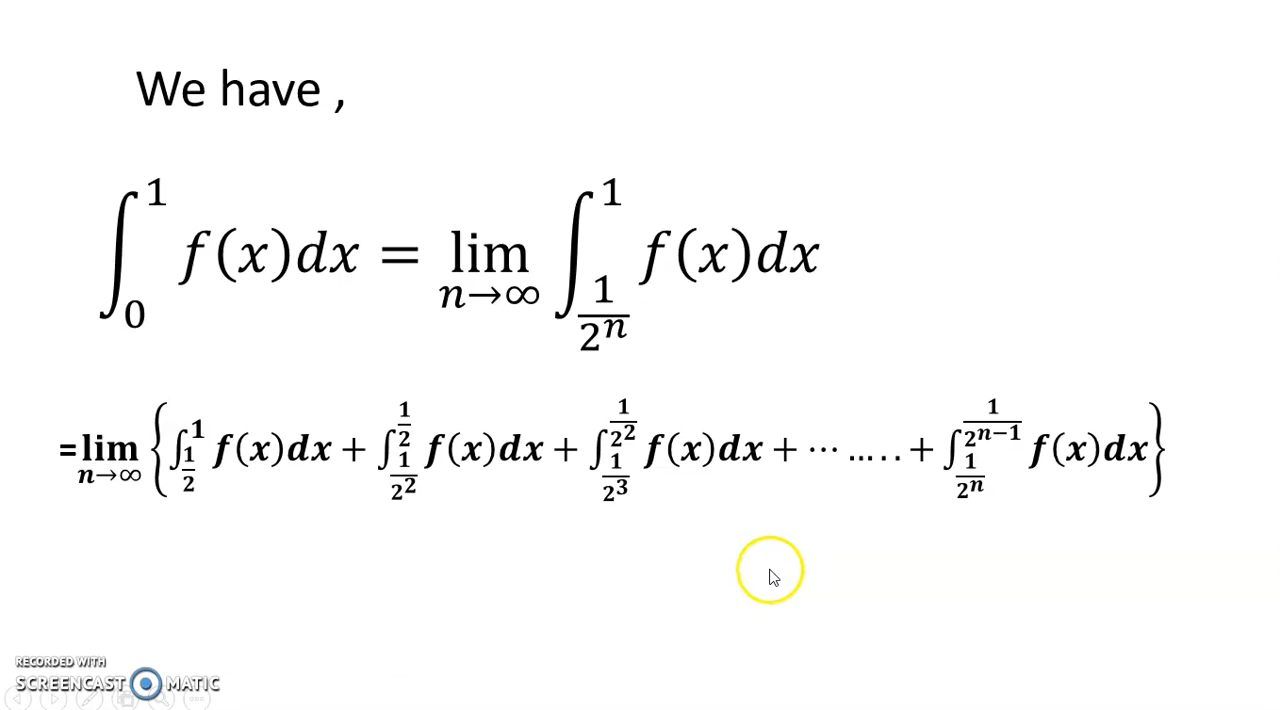 We have ,
∫₀¹ f(x)dx = lim_{n→∞} ∫_{1/2ⁿ}^{1} f(x)dx
=lim_{n→∞} { ∫_{1/2}^{1} f(x)dx + ∫_{1/2²}^{1/2} f(x)dx + ∫_{1/2³}^{1/2²} f(x)dx + ⋯ ….. + ∫_{1/2ⁿ}^{1/2ⁿ⁻¹} f(x)dx }
RECORDED WITH
SCREENCAST MATIC